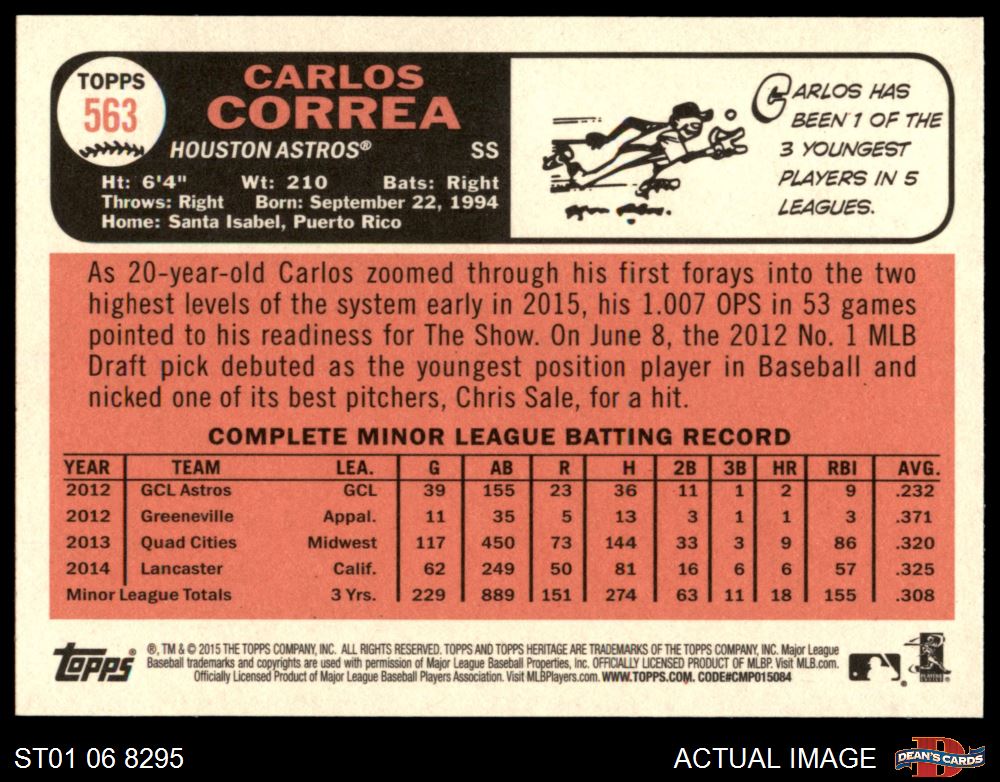 TOPPS
563
CARLOS
CORREA
HOUSTON ASTROS® SS
Ht: 6'4" Wt: 210 Bats: Right
Throws: Right Born: September 22, 1994
Home: Santa Isabel, Puerto Rico
CARLOS HAS
BEEN 1 OF THE
3 YOUNGEST
PLAYERS IN 5
LEAGUES.
As 20-year-old Carlos zoomed through his first forays into the two
highest levels of the system early in 2015, his 1.007 OPS in 53 games
pointed to his readiness for The Show. On June 8, the 2012 No. 1 MLB
Draft pick debuted as the youngest position player in Baseball and
nicked one of its best pitchers, Chris Sale, for a hit.
COMPLETE MINOR LEAGUE BATTING RECORD
YEAR TEAM LEA. G AB R H 2B 3B HR RBI AVG.
2012 GCL Astros GCL 39 155 23 36 11 1 2 9 .232
2012 Greeneville Appal. 11 35 5 13 3 1 1 3 .371
2013 Quad Cities Midwest 117 450 73 144 33 3 9 86 .320
2014 Lancaster Calif. 62 249 50 81 16 6 6 57 .325
Minor League Totals 3 Yrs. 229 889 151 274 63 11 18 155 .308
Topps ®, TM & © 2015 THE TOPPS COMPANY, INC. ALL RIGHTS RESERVED. TOPPS AND TOPPS HERITAGE ARE TRADEMARKS OF THE TOPPS COMPANY, INC. Major League
Baseball trademarks and copyrights are used with permission of Major League Baseball Properties, Inc. OFFICIALLY LICENSED PRODUCT OF MLBP. Visit MLB.com.
Officially Licensed Product of Major League Baseball Players Association. Visit MLBPlayers.com. WWW.TOPPS.COM. CODE#CMP015084
ST01 06 8295 ACTUAL IMAGE DEAN'S CARDS